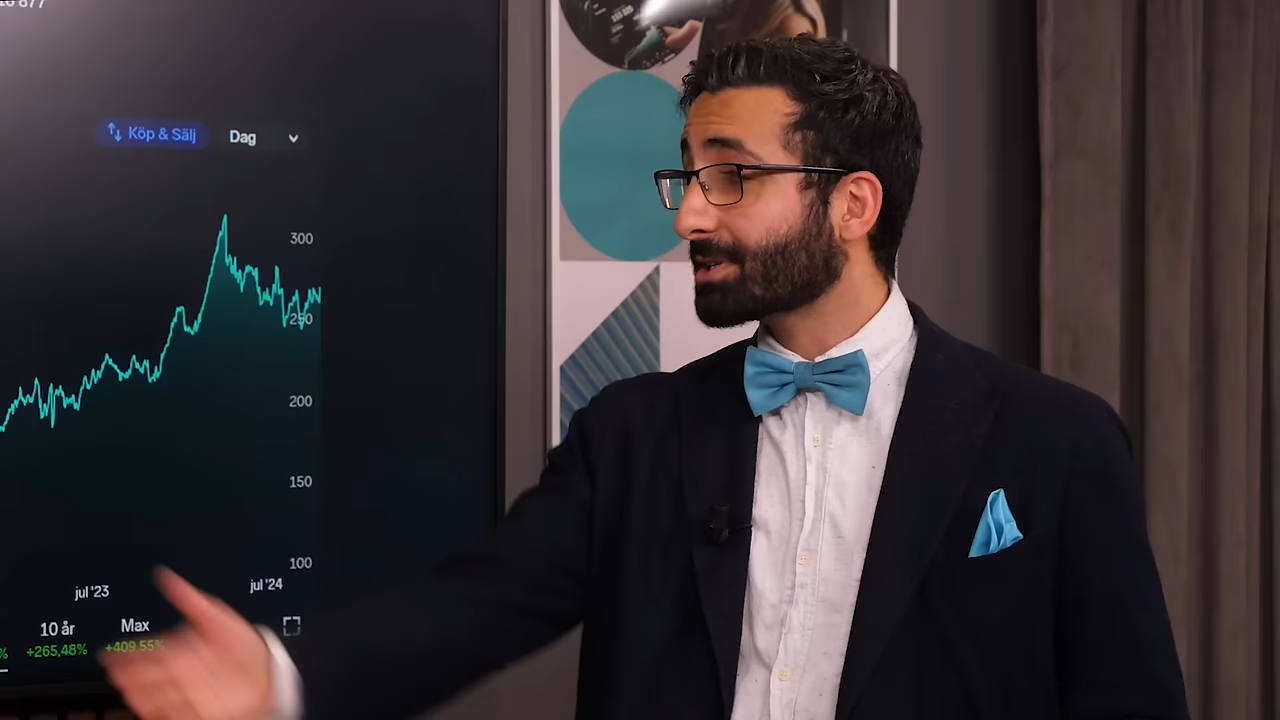 Köp & Sälj
Dag
300
250
200
150
100
jul '23
jul '24
10 år
Max
+265,48%
+409,55%